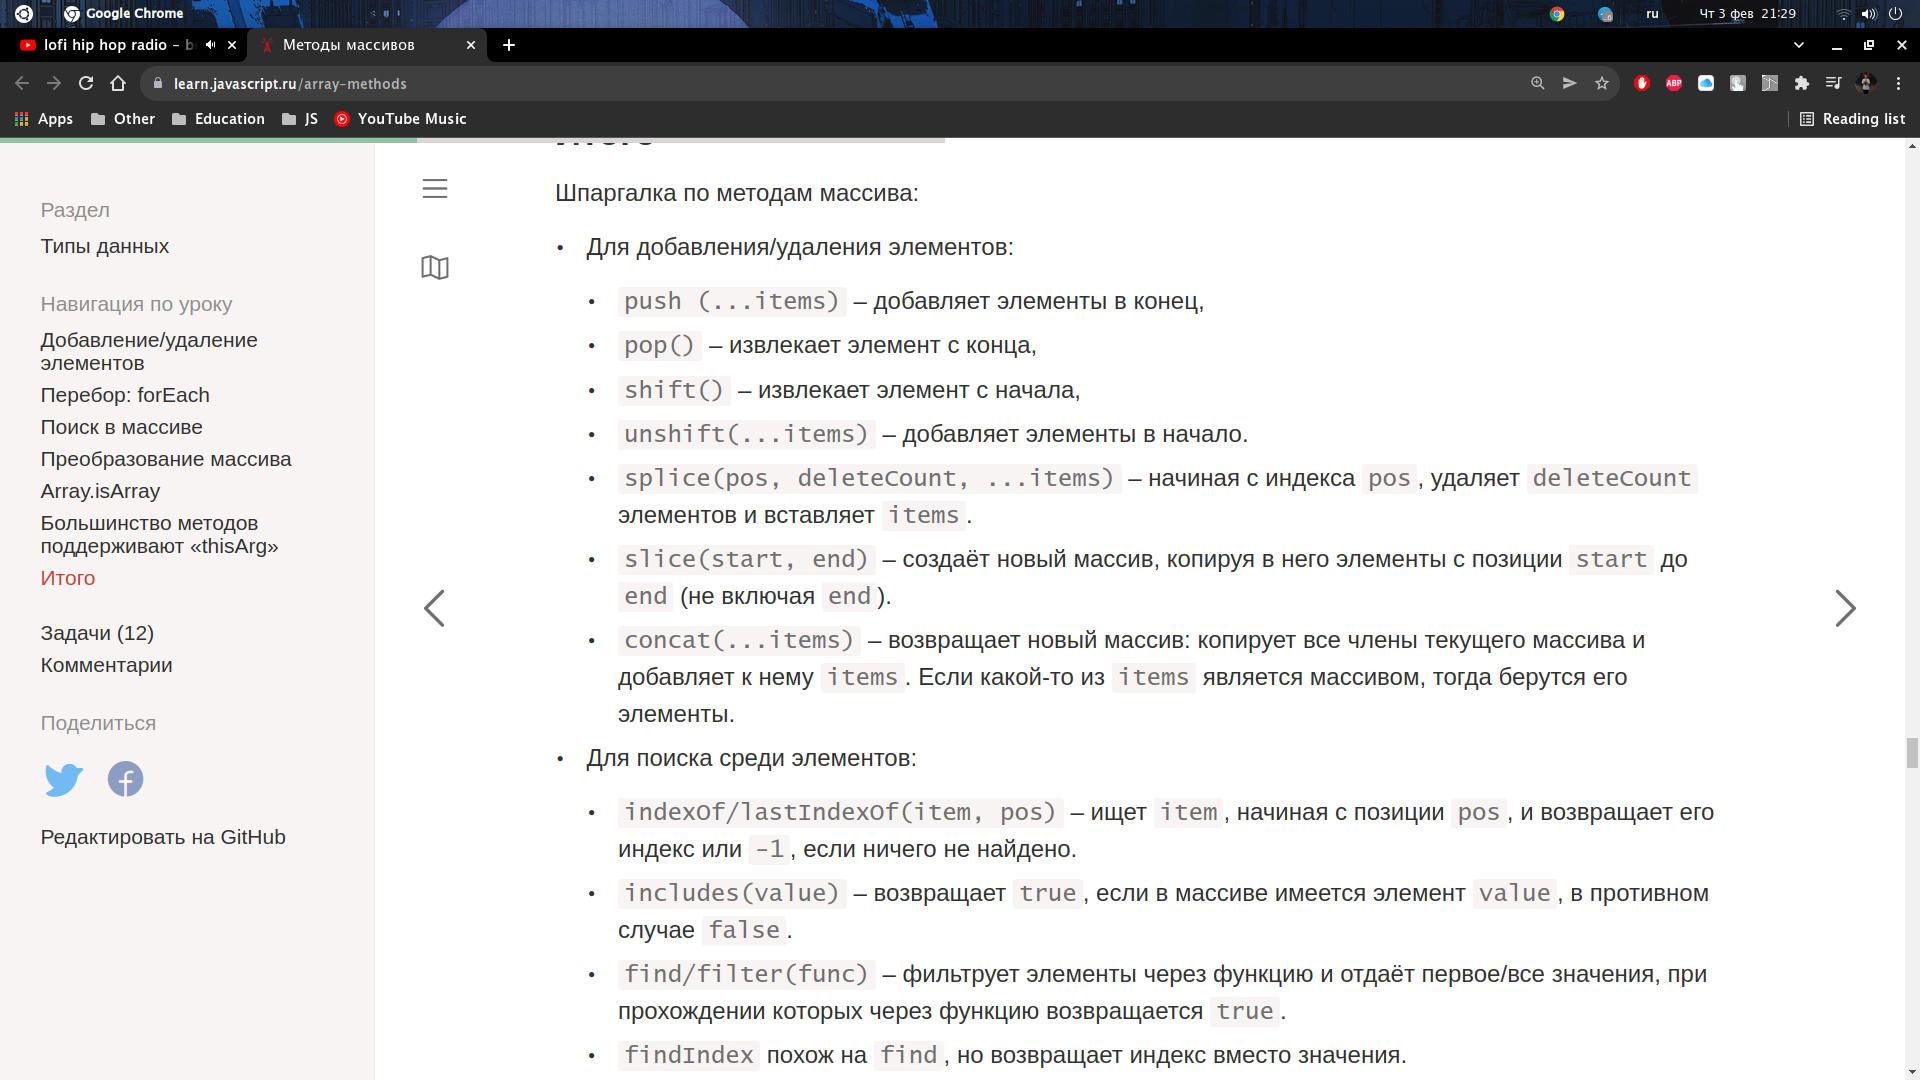 Google Chrome
ru
Чт 3 фев 21:29
lofi hip hop radio – b
Методы массивов
learn.javascript.ru/array-methods
ABP
Apps
Other
Education
JS
YouTube Music
Reading list
Раздел
Типы данных
Навигация по уроку
Добавление/удаление
элементов
Перебор: forEach
Поиск в массиве
Преобразование массива
Array.isArray
Большинство методов
поддерживают «thisArg»
Итого
Задачи (12)
Комментарии
Поделиться
Редактировать на GitHub
Итого
Шпаргалка по методам массива:
• Для добавления/удаления элементов:
• push (...items) – добавляет элементы в конец,
• pop() – извлекает элемент с конца,
• shift() – извлекает элемент с начала,
• unshift(...items) – добавляет элементы в начало.
• splice(pos, deleteCount, ...items) – начиная с индекса pos, удаляет deleteCount
элементов и вставляет items.
• slice(start, end) – создаёт новый массив, копируя в него элементы с позиции start до
end (не включая end).
• concat(...items) – возвращает новый массив: копирует все члены текущего массива и
добавляет к нему items. Если какой-то из items является массивом, тогда берутся его
элементы.
• Для поиска среди элементов:
• indexOf/lastIndexOf(item, pos) – ищет item, начиная с позиции pos, и возвращает его
индекс или -1, если ничего не найдено.
• includes(value) – возвращает true, если в массиве имеется элемент value, в противном
случае false.
• find/filter(func) – фильтрует элементы через функцию и отдаёт первое/все значения, при
прохождении которых через функцию возвращается true.
• findIndex похож на find, но возвращает индекс вместо значения.